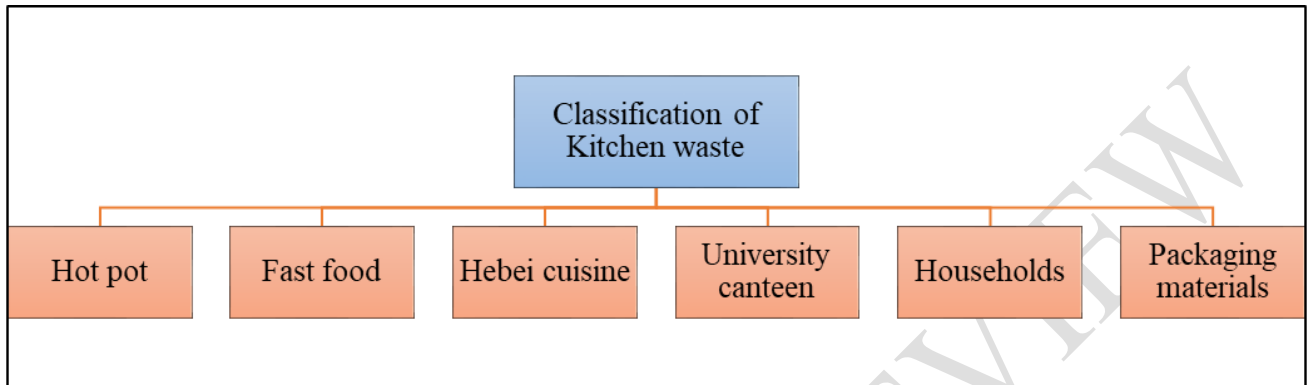 Classification of
Kitchen waste
Hot pot
Fast food
Hebei cuisine
University
canteen
Households
Packaging
materials